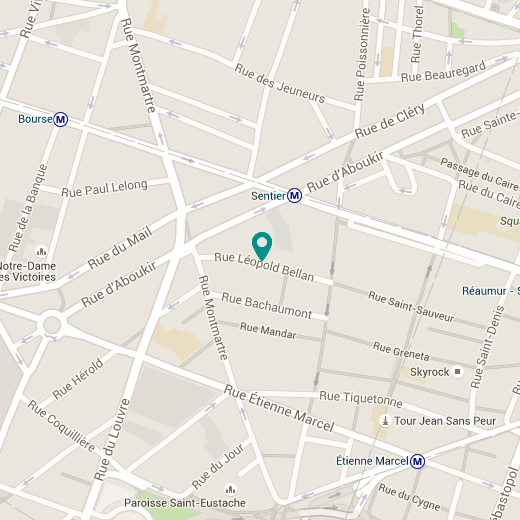 Rue Vi
Rue Montmartre
Rue Poissonnière
Rue Thorel
Rue des Jeuneurs
Rue Beauregard
Bourse M
Rue de Cléry
Rue Sainte-
Rue d'Aboukir
Passage du Caire
Rue de la Banque
Rue Paul Lelong
Rue du Caire
Sentier M
Squa
Rue du Mail
Notre-Dame
es Victoires
Rue d'Aboukir
Rue Léopold Bellan
Réaumur - S
Rue Bachaumont
Rue Saint-Sauveur
Rue Montmartre
Rue Mandar
Rue Saint-Denis
Rue Greneta
Rue Hérold
Skyrock
Rue Étienne Marcel
Rue Tiquetonne
Tour Jean Sans Peur
Rue Coquillière
Rue du Louvre
Étienne Marcel M
Rue du Jour
Paroisse Saint-Eustache
Rue du Cygne
ébastopol